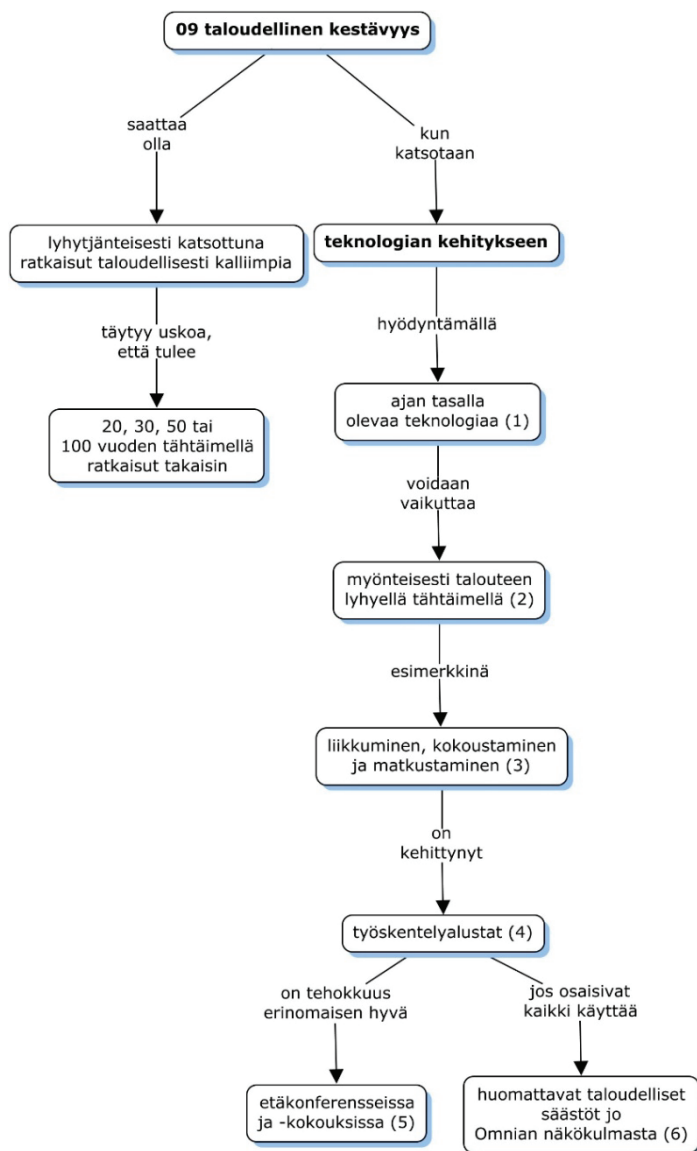 09 taloudellinen kestävyys
saattaa
olla
kun
katsotaan
lyhytjänteisesti katsottuna
ratkaisut taloudellisesti kalliimpia
teknologian kehitykseen
täytyy uskoa,
että tulee
hyödyntämällä
20, 30, 50 tai
100 vuoden tähtäimellä
ratkaisut takaisin
ajan tasalla
olevaa teknologiaa (1)
voidaan
vaikuttaa
myönteisesti talouteen
lyhyellä tähtäimellä (2)
esimerkkinä
liikkuminen, kokoustaminen
ja matkustaminen (3)
on
kehittynyt
työskentelyalustat (4)
on tehokkuus
erinomaisen hyvä
jos osaisivat
kaikki käyttää
etäkonferensseissa
ja -kokouksissa (5)
huomattavat taloudelliset
säästöt jo
Omnian näkökulmasta (6)